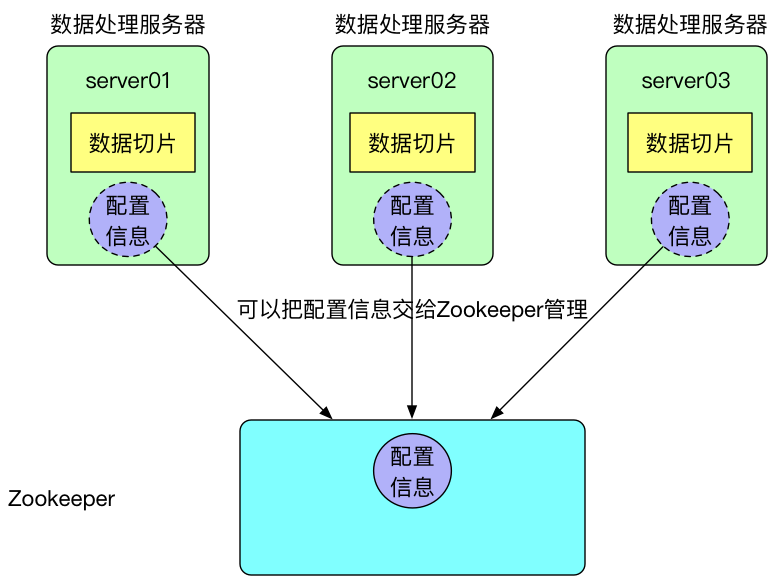 数据处理服务器 数据处理服务器 数据处理服务器
server01 server02 server03
数据切片 数据切片 数据切片
配置 配置 配置
信息 信息 信息
可以把配置信息交给Zookeeper管理
配置
信息
Zookeeper